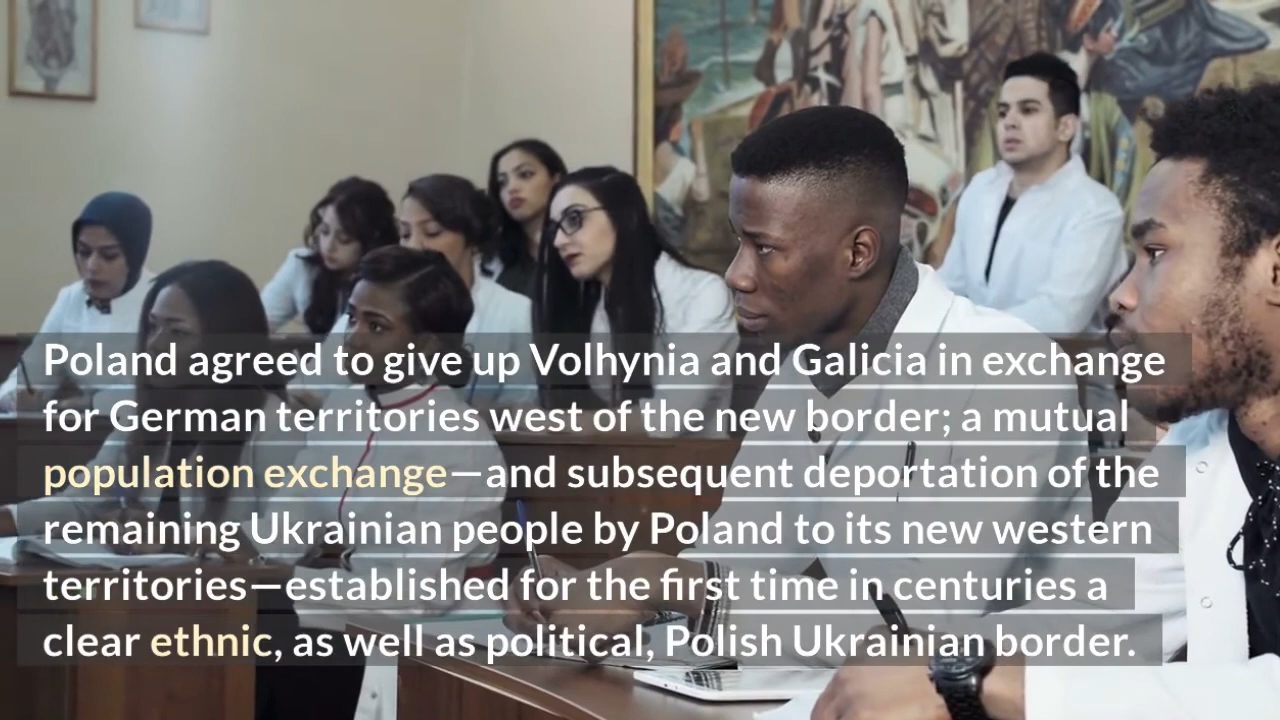 Poland agreed to give up Volhynia and Galicia in exchange
for German territories west of the new border; a mutual
population exchange—and subsequent deportation of the
remaining Ukrainian people by Poland to its new western
territories—established for the first time in centuries a
clear ethnic, as well as political, Polish Ukrainian border.